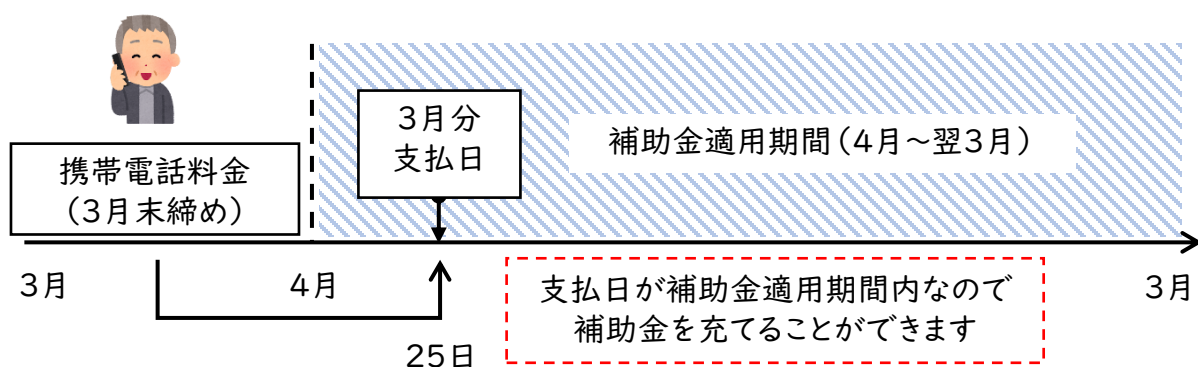 3月分
支払日
補助金適用期間(4月～翌3月)
携帯電話料金
(3月末締め)
3月
4月
3月
25日
支払日が補助金適用期間内なので
補助金を充てることができます